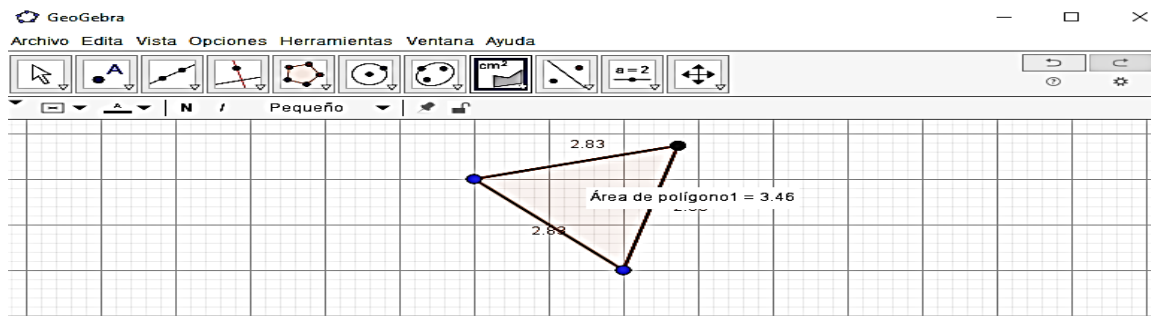 GeoGebra
Archivo Edita Vista Opciones Herramientas Ventana Ayuda
A
cm²
a=2
A
N I Pequeño
2.83
Área de polígono1 = 3.46
2.83